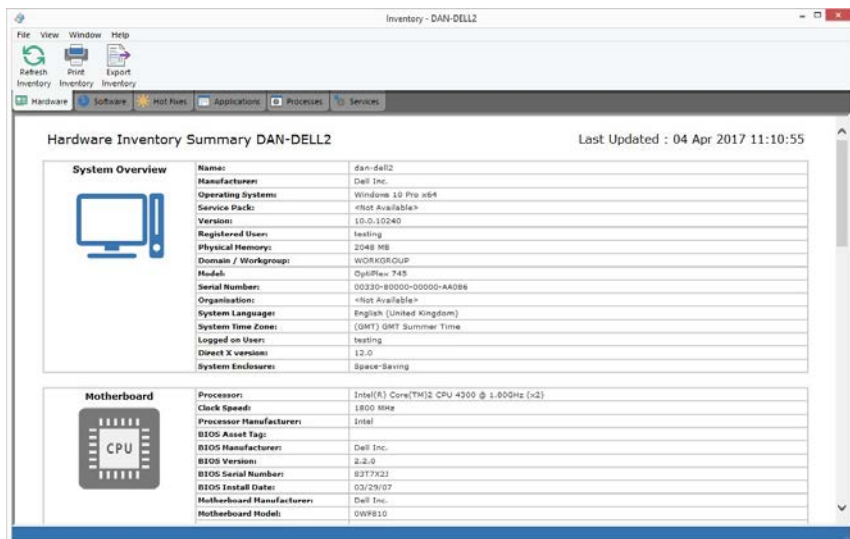 Inventory - DAN-DELL2
File View Window Help
Refresh Inventory
Print Inventory
Export Inventory
Hardware Software Hot Fixes Applications Processes Services
Hardware Inventory Summary DAN-DELL2
Last Updated : 04 Apr 2017 11:10:55
System Overview
Name: dan-dell2
Manufacturer: Dell Inc.
Operating System: Windows 10 Pro x64
Service Pack: <Not Available>
Version: 10.0.10240
Registered User: testing
Physical Memory: 2048 MB
Domain / Workgroup: WORKGROUP
Model: OptiPlex 745
Serial Number: 00330-80000-00000-AA086
Organisation: <Not Available>
System Language: English (United Kingdom)
System Time Zone: (GMT) GMT Summer Time
Logged on User: testing
Direct X version: 12.0
System Enclosure: Space-Saving
Motherboard
CPU
Processor: Intel(R) Core(TM)2 CPU 4300 @ 1.80GHz (x2)
Clock Speed: 1800 MHz
Processor Manufacturer: Intel
BIOS Asset Tag:
BIOS Manufacturer: Dell Inc.
BIOS Version: 2.2.0
BIOS Serial Number:
BIOS Install Date: 03/29/07
Motherboard Manufacturer: Dell Inc.
Motherboard Model: 0WF810